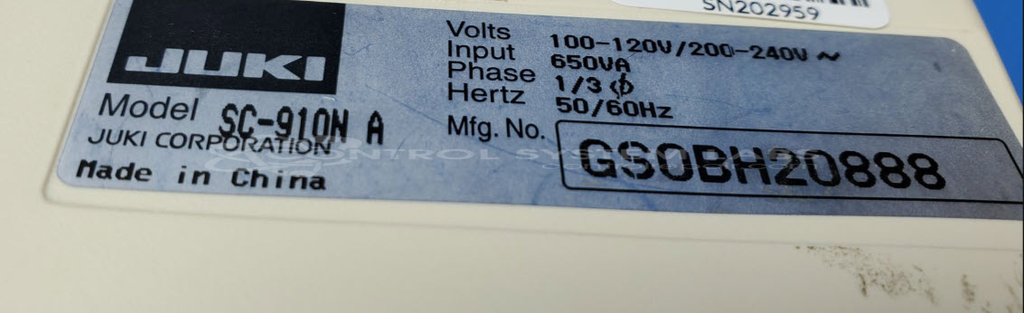 SN202959
JUKI
Model SC-910N A
JUKI CORPORATION
Made in China
Volts 100-120V/200-240V ~
Input 650VA
Phase 1/3 ϕ
Hertz 50/60Hz
Mfg. No. GS0BH20888